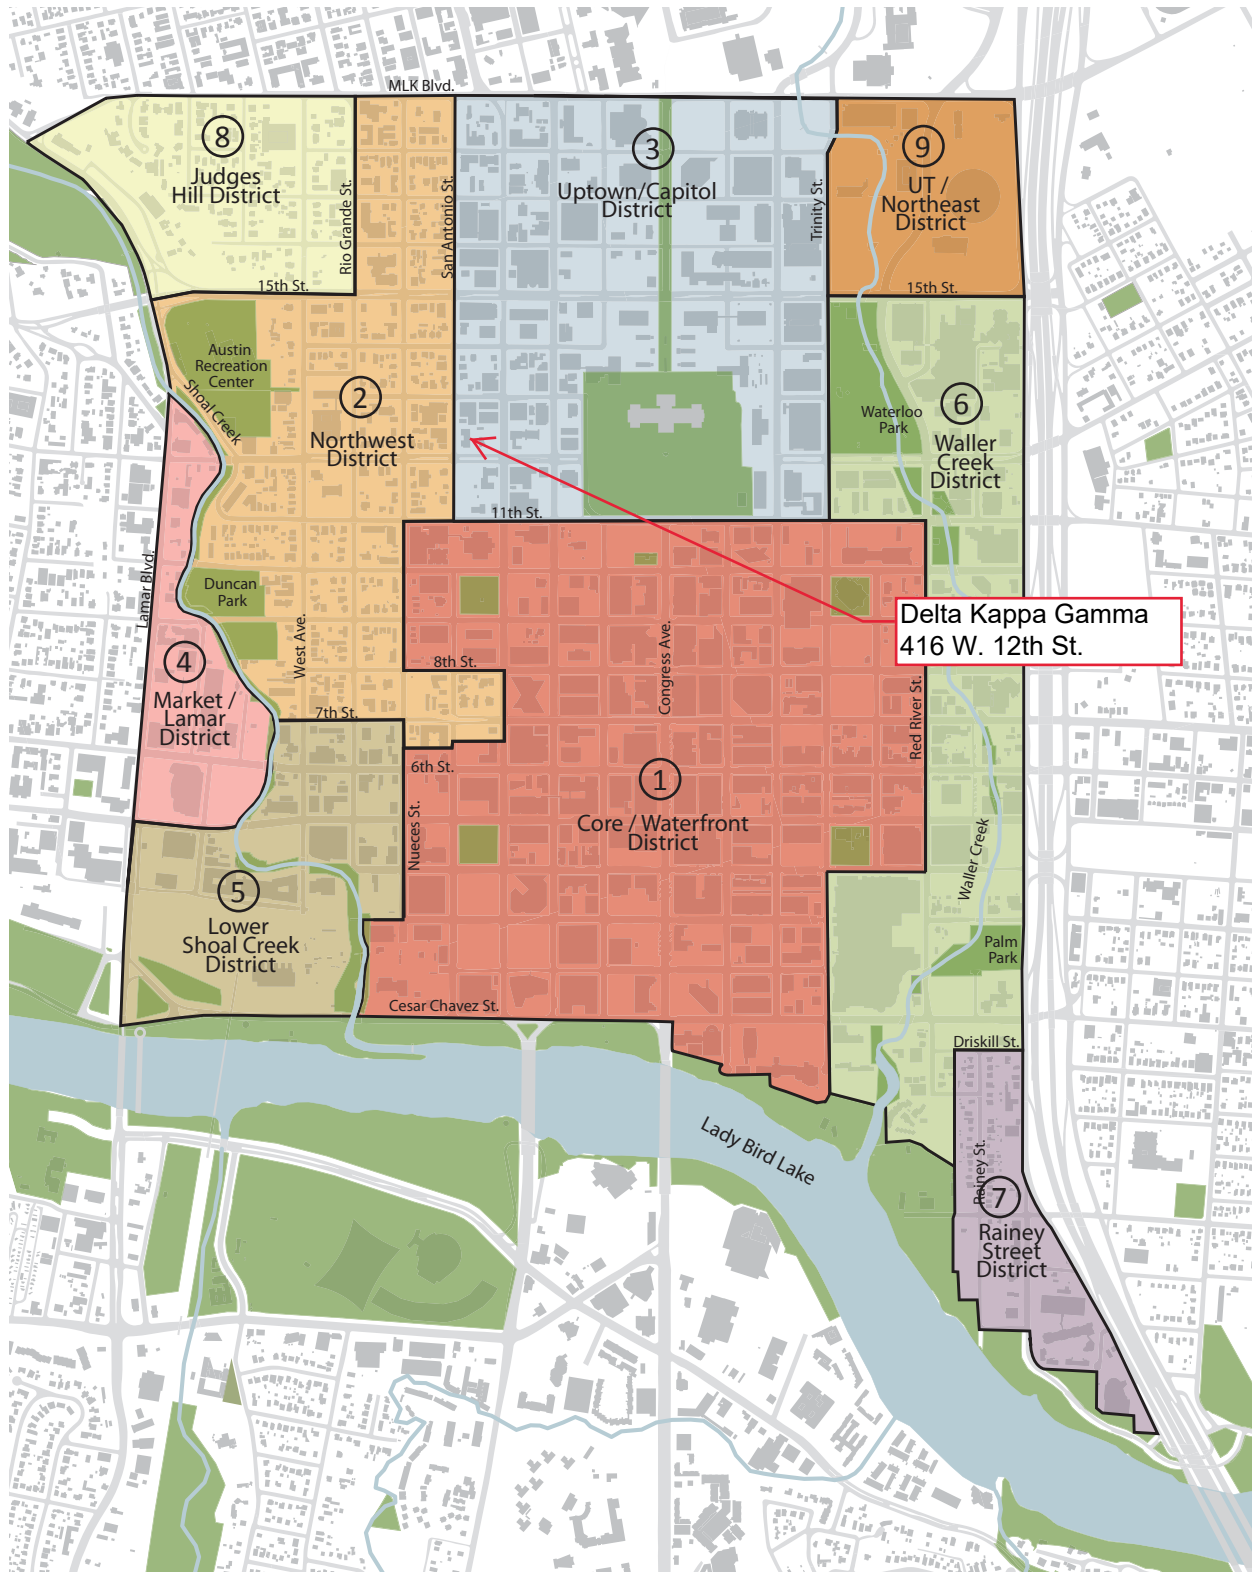 MLK Blvd.
8
Judges
Hill District
Rio Grande St.
San Antonio St.
3
Uptown/Capitol
District
Trinity St.
9
UT /
Northeast
District
15th St.
15th St.
Austin
Recreation
Center
Shoal Creek
2
Northwest
District
Waterloo
Park
6
Waller
Creek
District
11th St.
Lamar Blvd.
Duncan
Park
West Ave.
Delta Kappa Gamma
416 W. 12th St.
4
Market /
Lamar
District
8th St.
Congress Ave.
Red River St.
7th St.
6th St.
1
Core / Waterfront
District
Nueces St.
Waller Creek
5
Lower
Shoal Creek
District
Palm
Park
Cesar Chavez St.
Driskill St.
Lady Bird Lake
Rainey St.
7
Rainey
Street
District